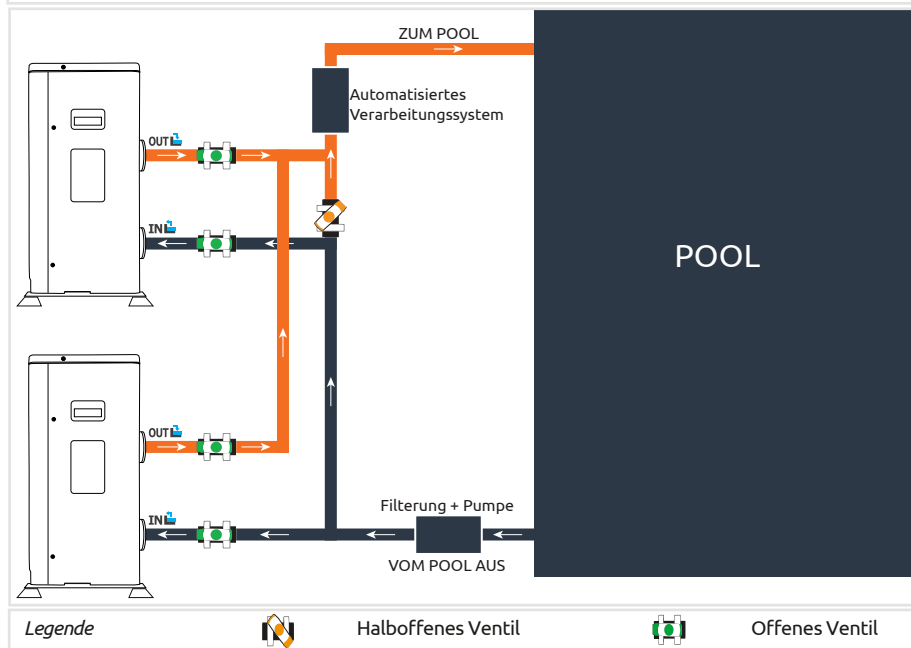 ZUM POOL
Automatisiertes
Verarbeitungssystem
OUT
IN
POOL
OUT
IN
Filterung + Pumpe
VOM POOL AUS
Legende
Halboffenes Ventil
Offenes Ventil